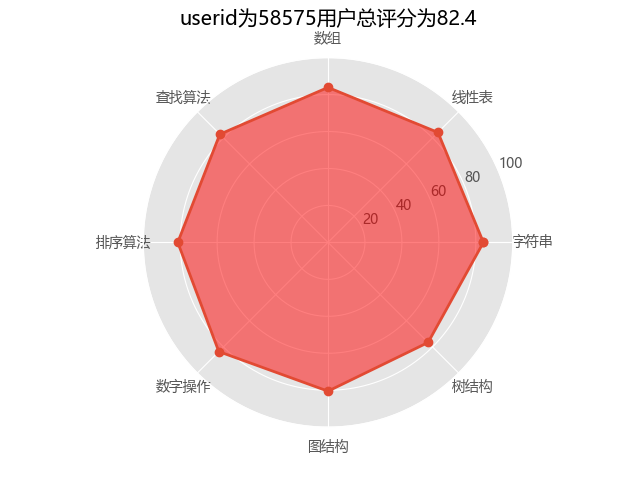 userid为58575用户总评分为82.4
数组
查找算法
线性表
100
80
60
40
20
排序算法
字符串
数字操作
树结构
图结构